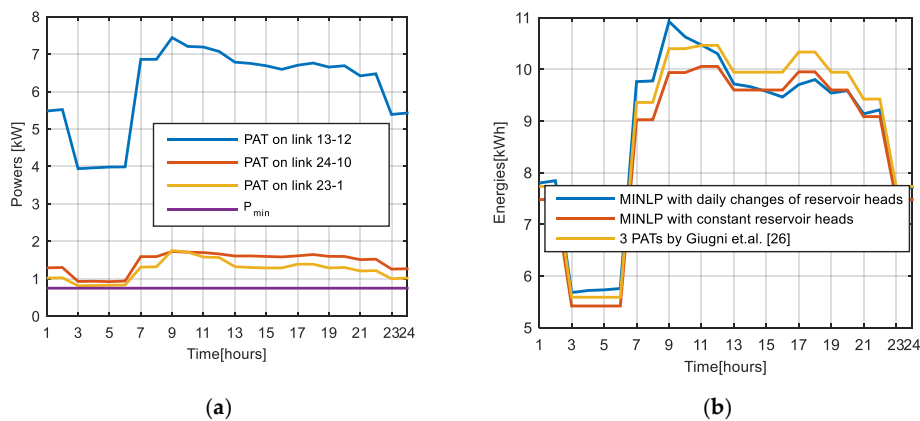 8
7
6
5
4
3
2
1
0
Powers [kW]
PAT on link 13-12
PAT on link 24-10
PAT on link 23-1
P min
1 3 5 7 9 11 13 15 17 19 21 2324
Time[hours]
(a)
11
10
9
8
7
6
5
Energies[kWh]
MINLP with daily changes of reservoir heads
MINLP with constant reservoir heads
3 PATs by Giugni et.al. [26]
1 3 5 7 9 11 13 15 17 19 21 2324
Time[hours]
(b)